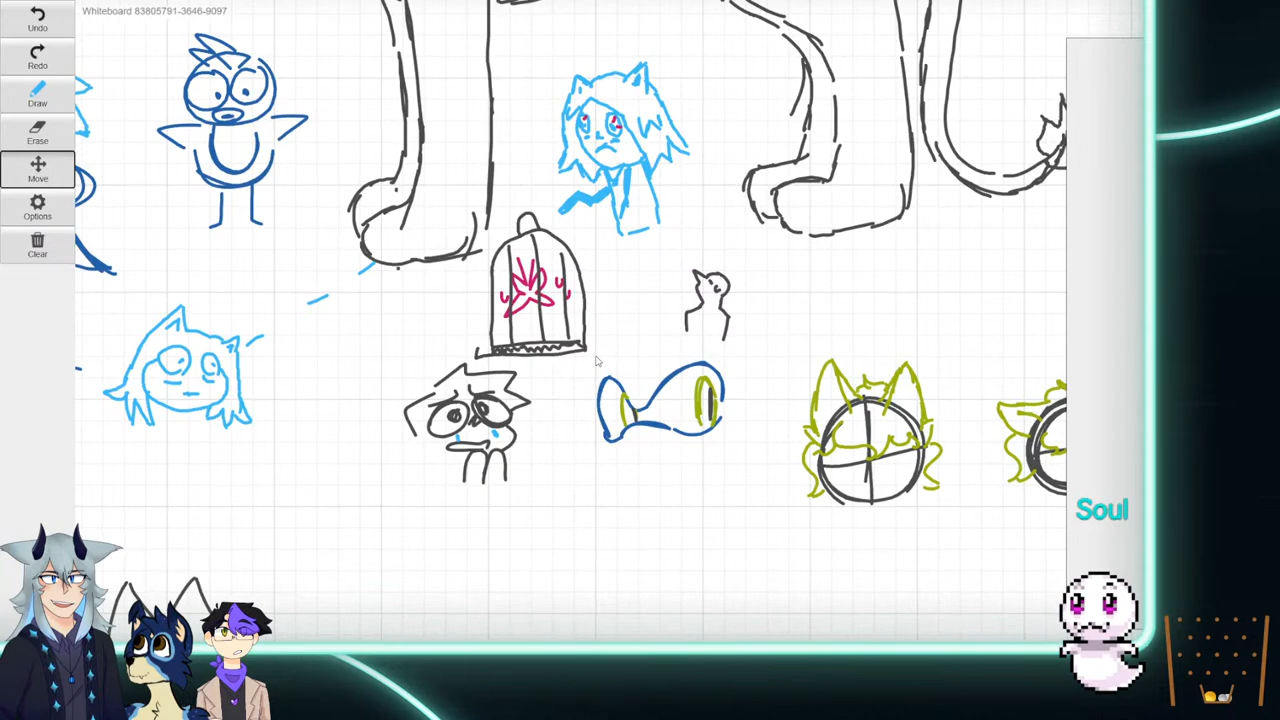 Whiteboard 83805791-3646-9097
Undo
Redo
Draw
Erase
Move
Options
Clear
Soul